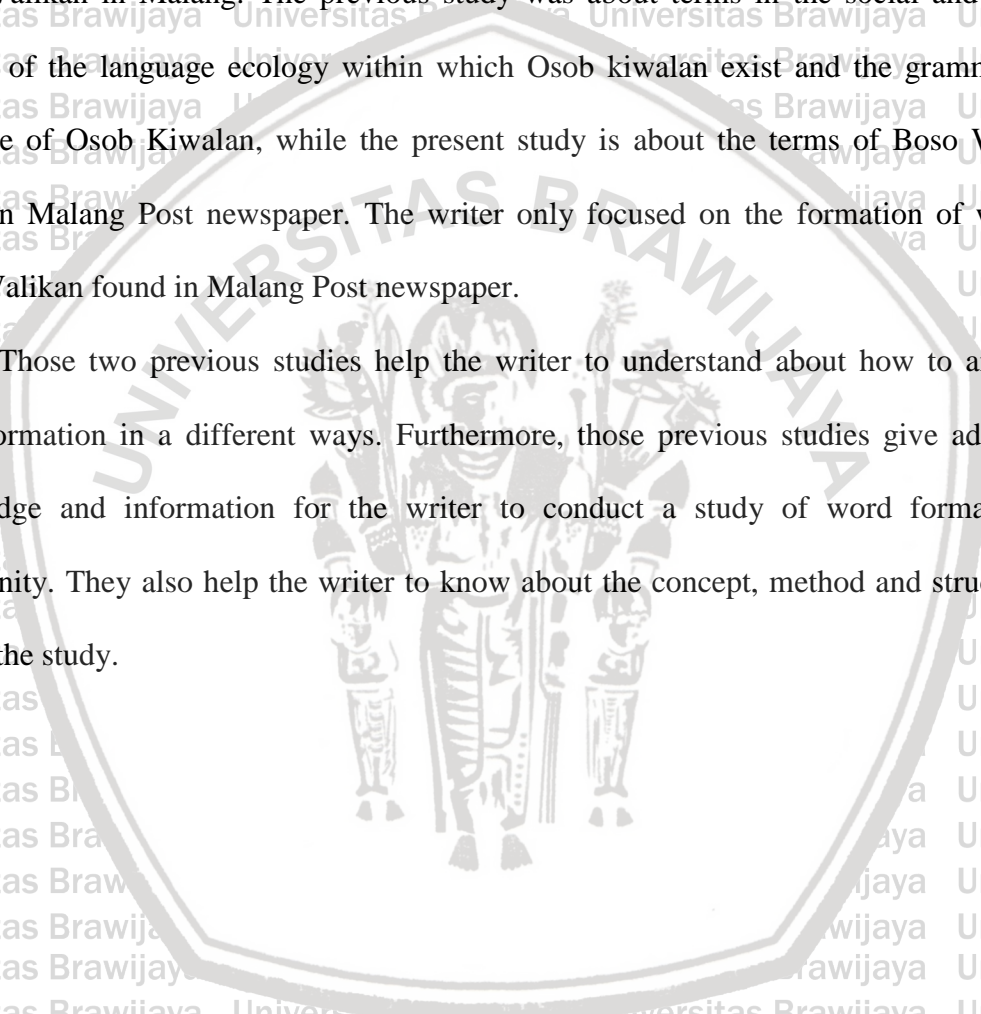 alikan in Malang. The previous study was about terms in the social and
of the language ecology within which Osob kiwalan exist and the gramm
e of Osob Kiwalan, while the present study is about the terms of Boso W
n Malang Post newspaper. The writer only focused on the formation of
alikan found in Malang Post newspaper.
Those two previous studies help the writer to understand about how to a
ormation in a different ways. Furthermore, those previous studies give ad
dge and information for the writer to conduct a study of word forma
nity. They also help the writer to know about the concept, method and stru
the study.
UNIVERSITAS BRAWIJAYA